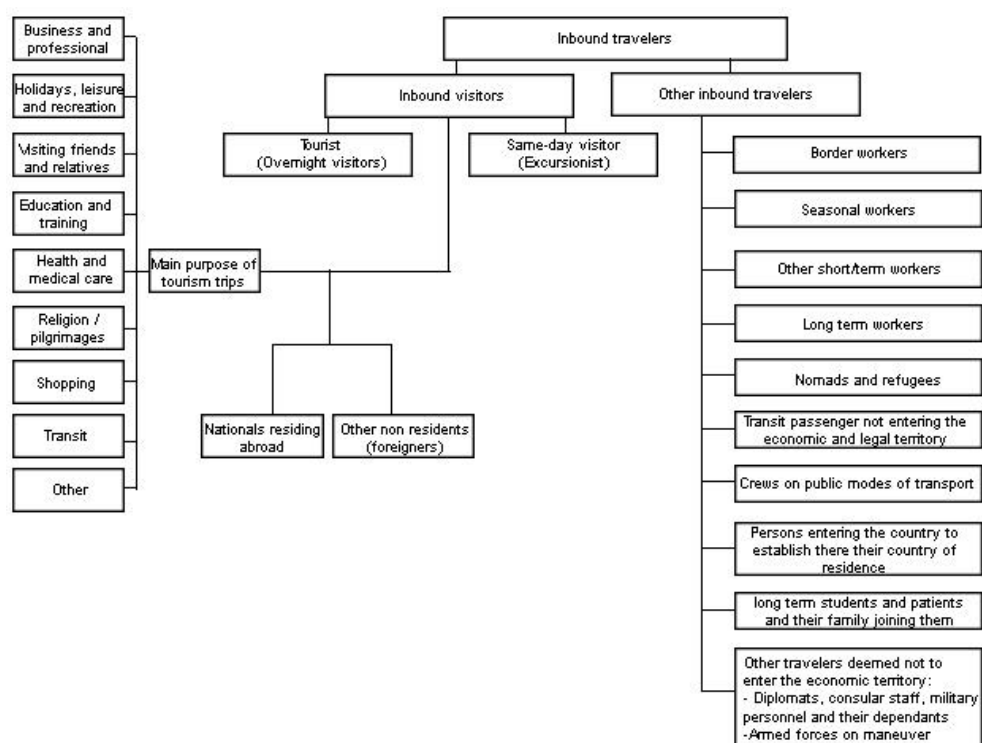 Inbound travelers
Inbound visitors
Other inbound travelers
Tourist
(Overnight visitors)
Same-day visitor
(Excursionist)
Business and
professional
Holidays, leisure
and recreation
Visiting friends
and relatives
Education and
training
Health and
medical care
Religion /
pilgrimages
Shopping
Transit
Other
Main purpose of
tourism trips
Nationals residing
abroad
Other non residents
(foreigners)
Border workers
Seasonal workers
Other short/term workers
Long term workers
Nomads and refugees
Transit passenger not entering the
economic and legal territory
Crews on public modes of transport
Persons entering the country to
establish there their country of
residence
long term students and patients
and their family joining them
Other travelers deemed not to
enter the economic territory:
- Diplomats, consular staff, military
personnel and their dependants
-Armed forces on maneuver